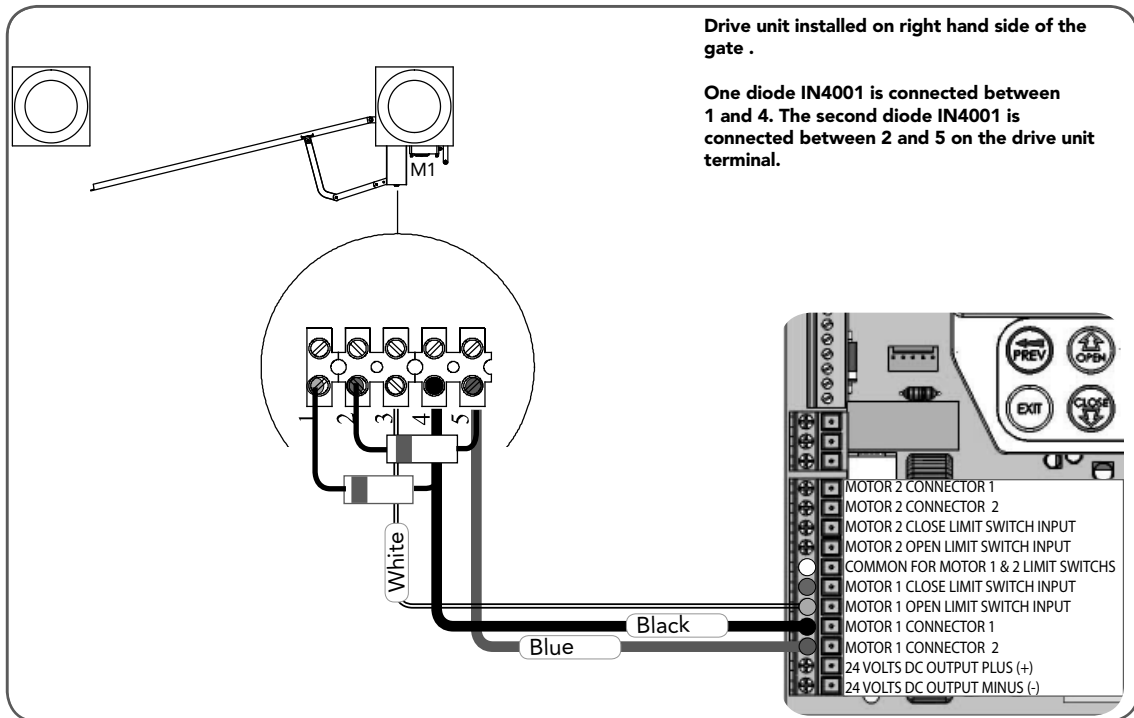 Drive unit installed on right hand side of the
gate .
One diode IN4001 is connected between
1 and 4. The second diode IN4001 is
connected between 2 and 5 on the drive unit
terminal.
M1
1
2
3
4
5
White
Black
Blue
PREV
OPEN
EXIT
CLOSE
MOTOR 2 CONNECTOR 1
MOTOR 2 CONNECTOR 2
MOTOR 2 CLOSE LIMIT SWITCH INPUT
MOTOR 2 OPEN LIMIT SWITCH INPUT
COMMON FOR MOTOR 1 & 2 LIMIT SWITCHS
MOTOR 1 CLOSE LIMIT SWITCH INPUT
MOTOR 1 OPEN LIMIT SWITCH INPUT
MOTOR 1 CONNECTOR 1
MOTOR 1 CONNECTOR 2
24 VOLTS DC OUTPUT PLUS (+)
24 VOLTS DC OUTPUT MINUS (-)